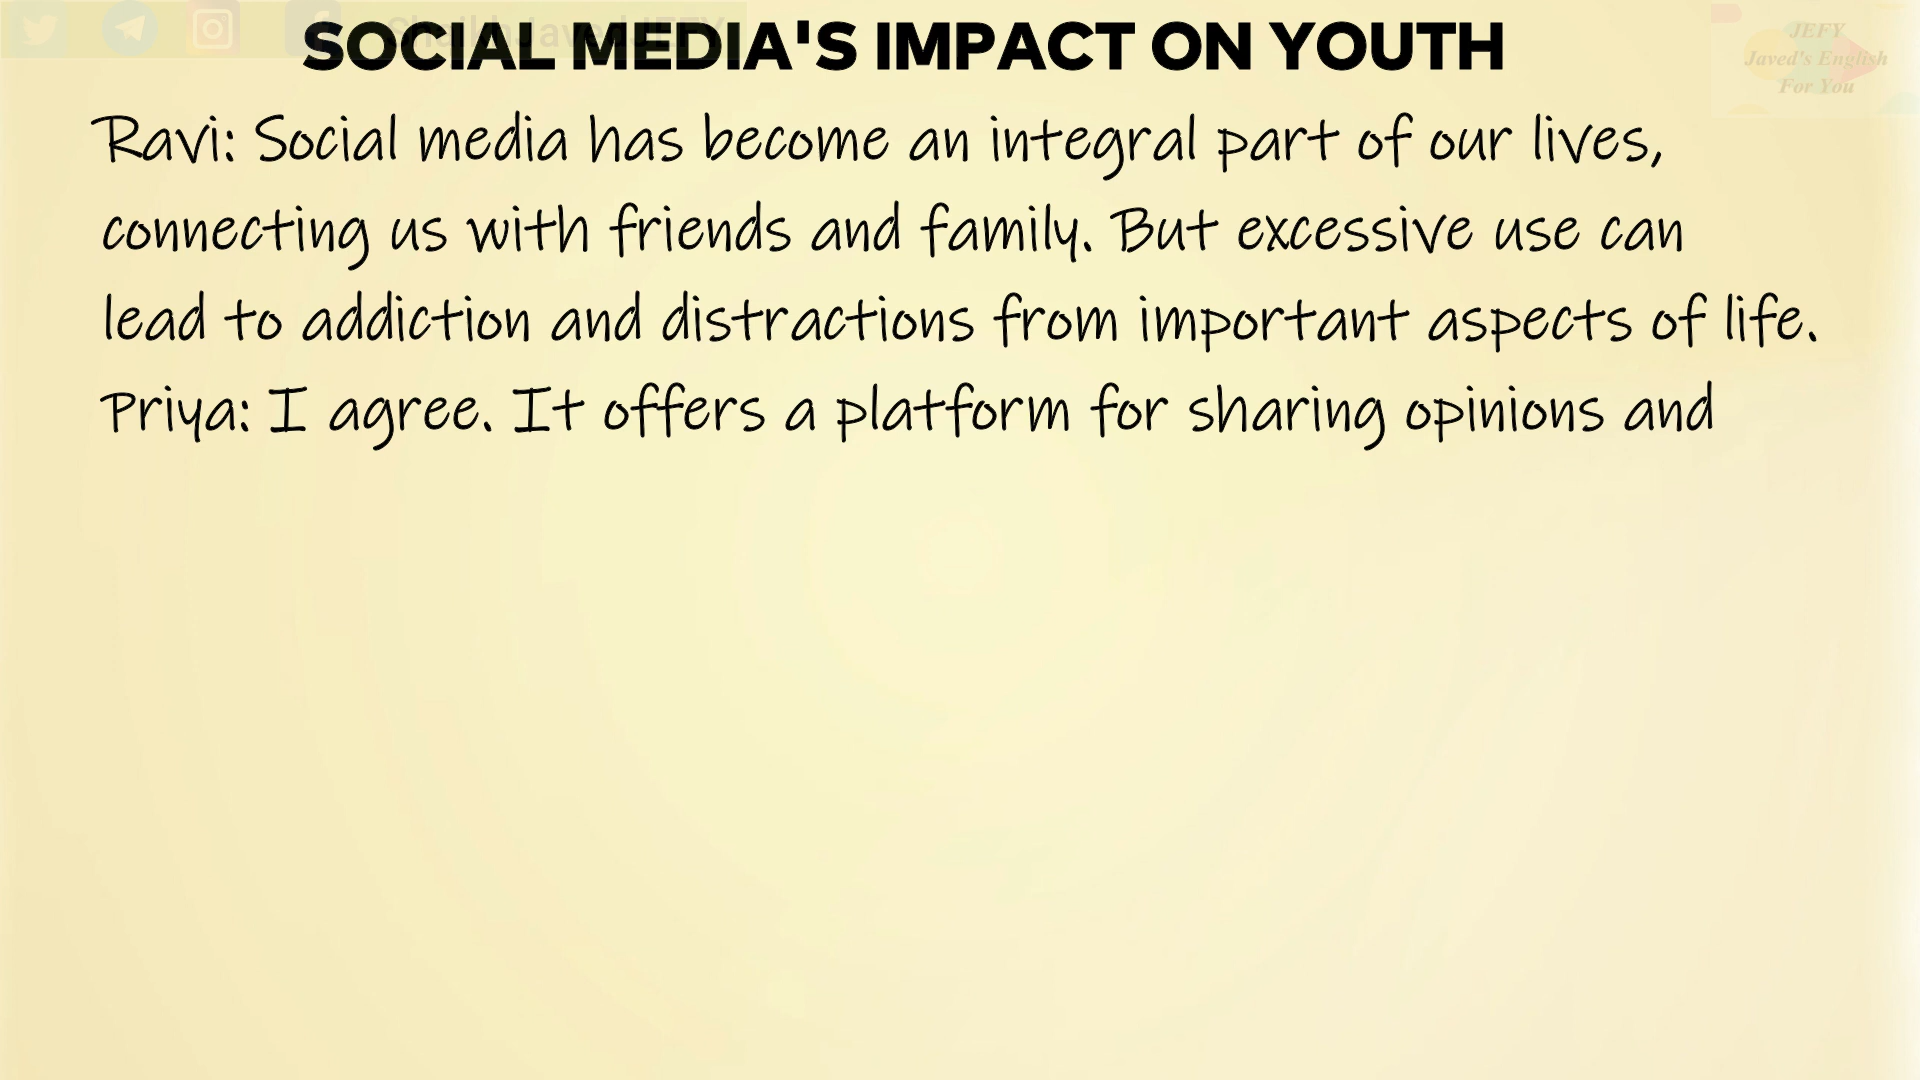 ShaikhJavedJEFY
SOCIAL MEDIA'S IMPACT ON YOUTH
JEFY
Javed's English
For You
Ravi: Social media has become an integral part of our lives,
connecting us with friends and family. But excessive use can
lead to addiction and distractions from important aspects of life.
Priya: I agree. It offers a platform for sharing opinions and